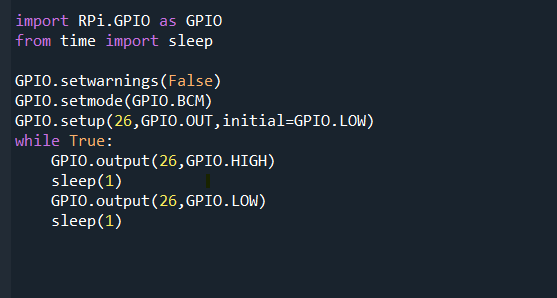 import RPi.GPIO as GPIO
from time import sleep

GPIO.setwarnings(False)
GPIO.setmode(GPIO.BCM)
GPIO.setup(26,GPIO.OUT,initial=GPIO.LOW)
while True:
    GPIO.output(26,GPIO.HIGH)
    sleep(1)
    GPIO.output(26,GPIO.LOW)
    sleep(1)